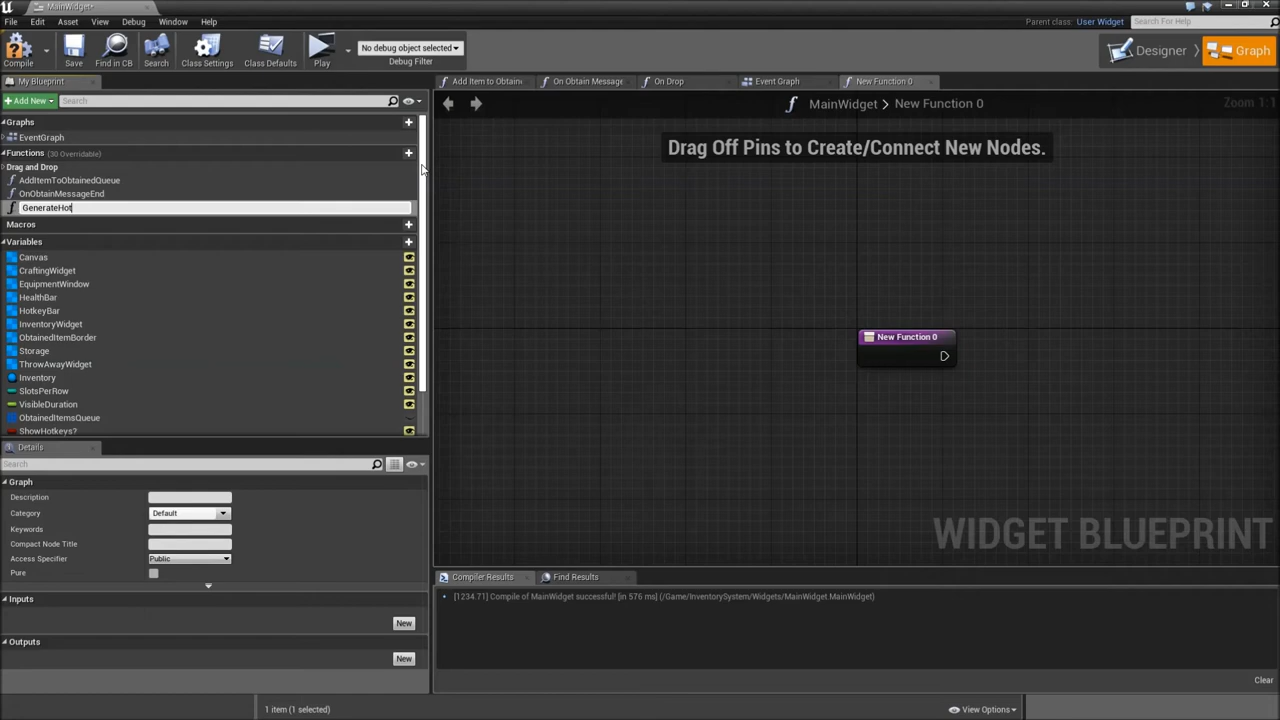 MainWidget*
File Edit Asset View Debug Window Help
Parent class: User Widget
Search For Help
Compile
Save
Find in CB
Search
Class Settings
Class Defaults
Play
No debug object selected
Debug Filter
Designer
Graph
My Blueprint
Add New
Search
Graphs
EventGraph
Functions (30 Overridable)
Drag and Drop
AddItemToObtainedQueue
OnObtainMessageEnd
GenerateHot
Macros
Variables
Canvas
CraftingWidget
EquipmentWindow
HealthBar
HotkeyBar
InventoryWidget
ObtainedItemBorder
Storage
ThrowAwayWidget
Inventory
SlotsPerRow
VisibleDuration
ObtainedItemsQueue
ShowHotkeys?
Details
Search
Graph
Description
Category Default
Keywords
Compact Node Title
Access Specifier Public
Pure
Inputs
New
Outputs
New
Add Item to Obtain
On Obtain Message
On Drop
Event Graph
New Function 0
MainWidget > New Function 0
Zoom 1:1
Drag Off Pins to Create/Connect New Nodes.
New Function 0
WIDGET BLUEPRINT
Compiler Results
Find Results
[1234.71] Compile of MainWidget successful! [in 576 ms] (/Game/InventorySystem/Widgets/MainWidget.MainWidget)
Clear
1 item (1 selected)
View Options